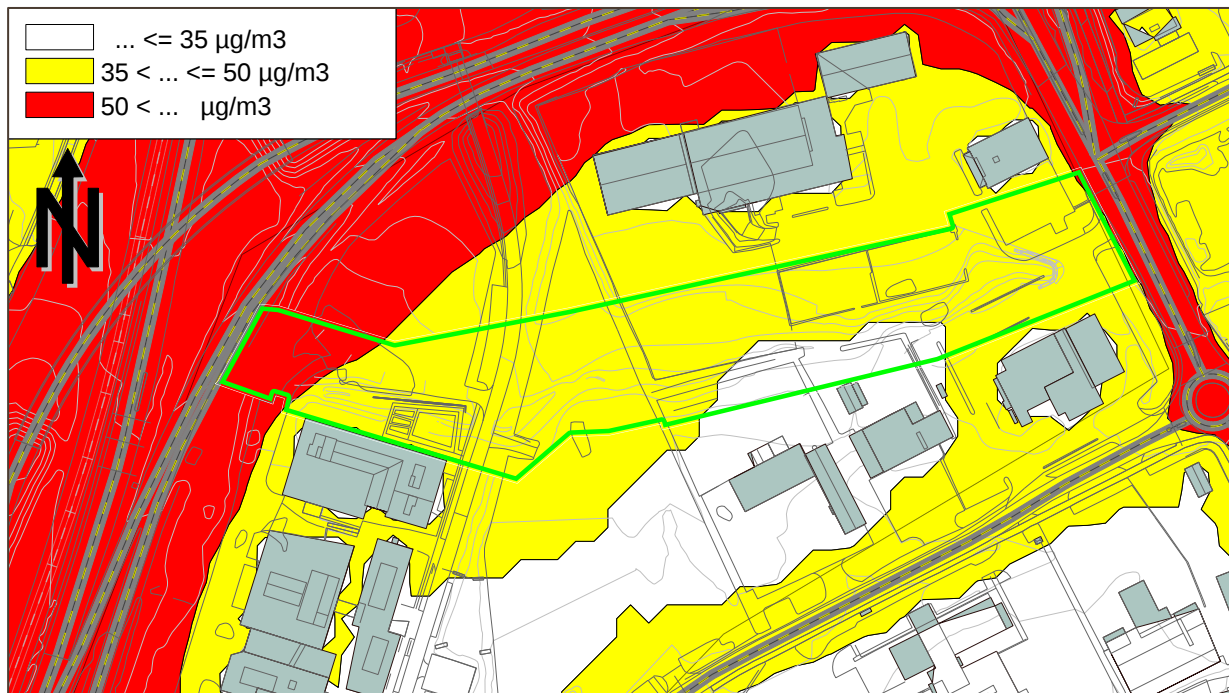 ... <= 35 µg/m3
35 < ... <= 50 µg/m3
50 < ... µg/m3
N